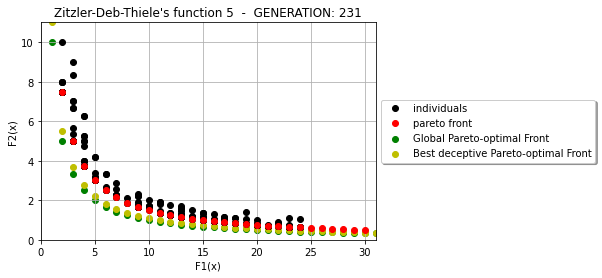 Zitzler-Deb-Thiele's function 5 - GENERATION: 231
10
8
6
4
2
0
F2(x)
0 5 10 15 20 25 30
F1(x)
individuals
pareto front
Global Pareto-optimal Front
Best deceptive Pareto-optimal Front